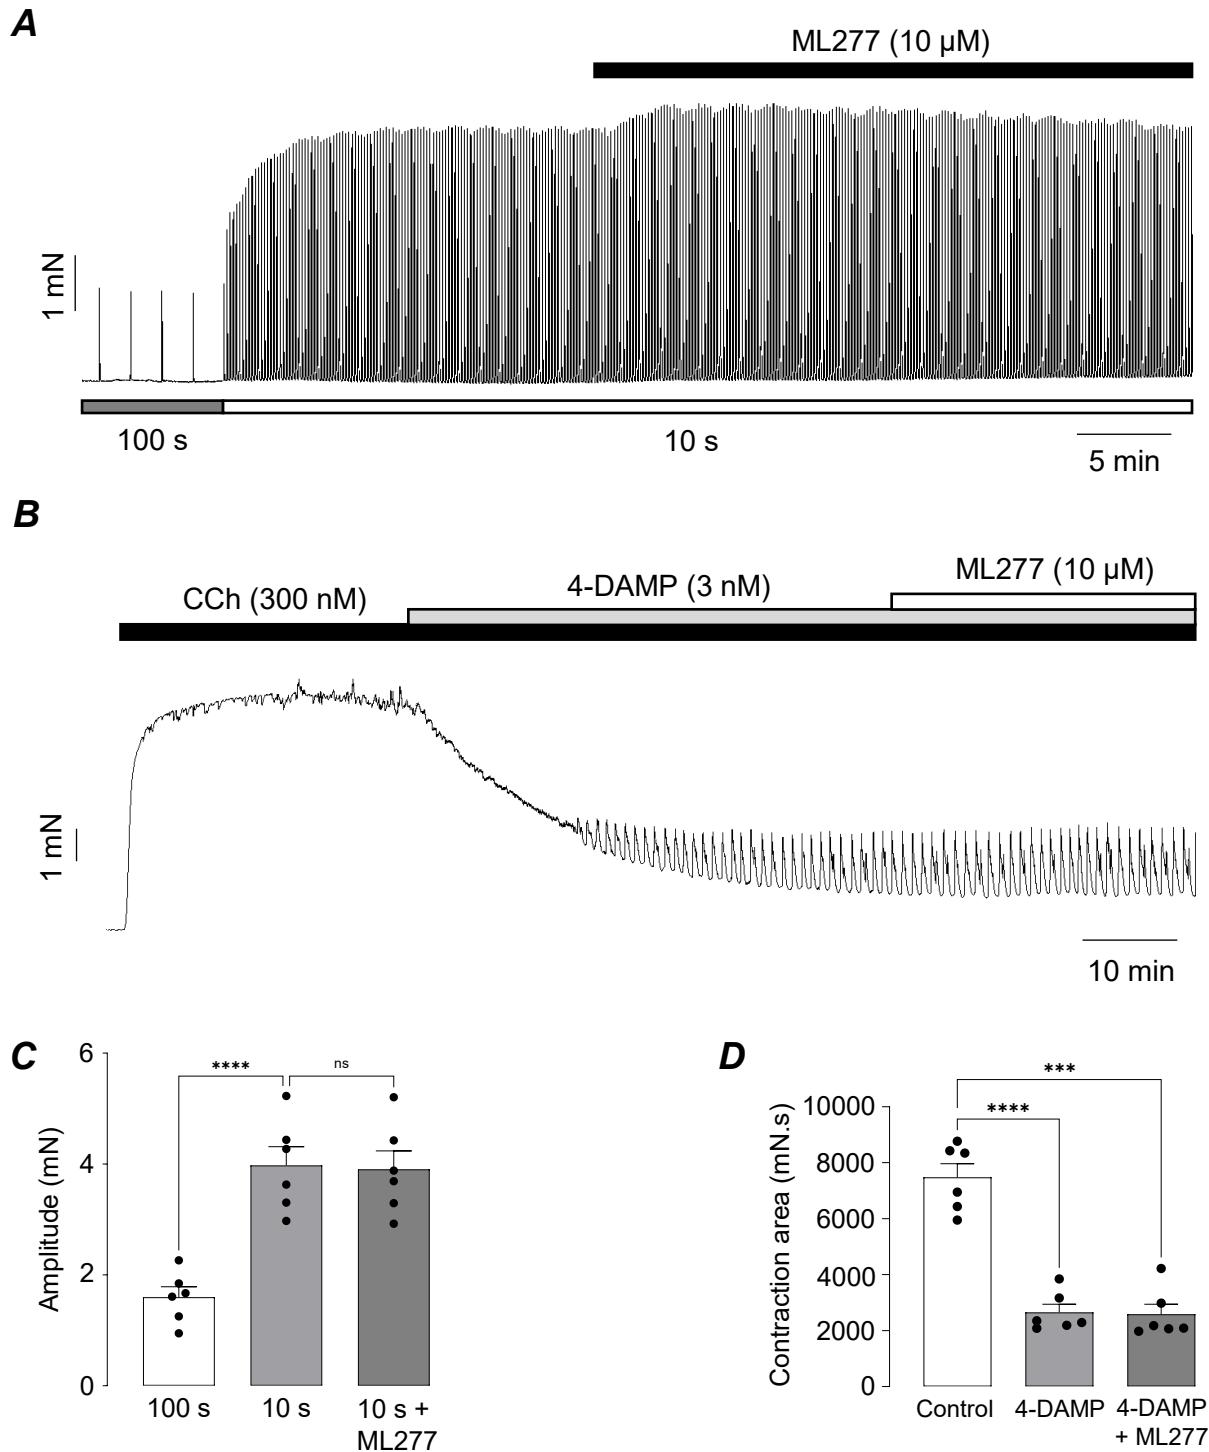 A
ML277 (10 µM)
1 mN
100 s
10 s
5 min
B
ML277 (10 µM)
4-DAMP (3 nM)
CCh (300 nM)
1 mN
10 min
C
Amplitude (mN)
6
4
2
0
****
ns
100 s
10 s
10 s +
ML277
D
Contraction area (mN.s)
10000
8000
6000
4000
2000
0
***
****
Control
4-DAMP
4-DAMP
+ ML277